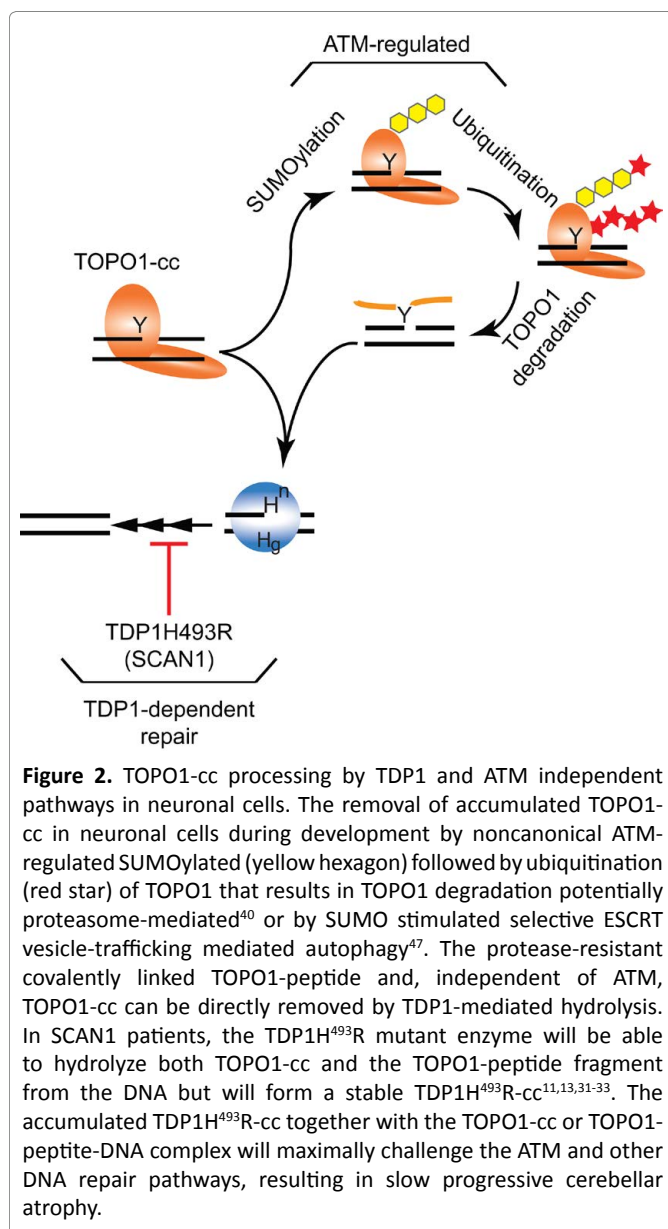 ATM-regulated
SUMOylation
Ubiquitination
Y
Y
TOPO1-cc
Y
Y
TOPO1
degradation
Hn
Hg
TDP1H493R
(SCAN1)
TDP1-dependent
repair
Figure 2. TOPO1-cc processing by TDP1 and ATM independent
pathways in neuronal cells. The removal of accumulated TOPO1-
cc in neuronal cells during development by noncanonical ATM-
regulated SUMOylated (yellow hexagon) followed by ubiquitination
(red star) of TOPO1 that results in TOPO1 degradation potentially
proteasome-mediated40 or by SUMO stimulated selective ESCRT
vesicle-trafficking mediated autophagy47. The protease-resistant
covalently linked TOPO1-peptide and, independent of ATM,
TOPO1-cc can be directly removed by TDP1-mediated hydrolysis.
In SCAN1 patients, the TDP1H493R mutant enzyme will be able
to hydrolyze both TOPO1-cc and the TOPO1-peptide fragment
from the DNA but will form a stable TDP1H493R-cc11,13,31-33. The
accumulated TDP1H493R-cc together with the TOPO1-cc or TOPO1-
peptite-DNA complex will maximally challenge the ATM and other
DNA repair pathways, resulting in slow progressive cerebellar
atrophy.